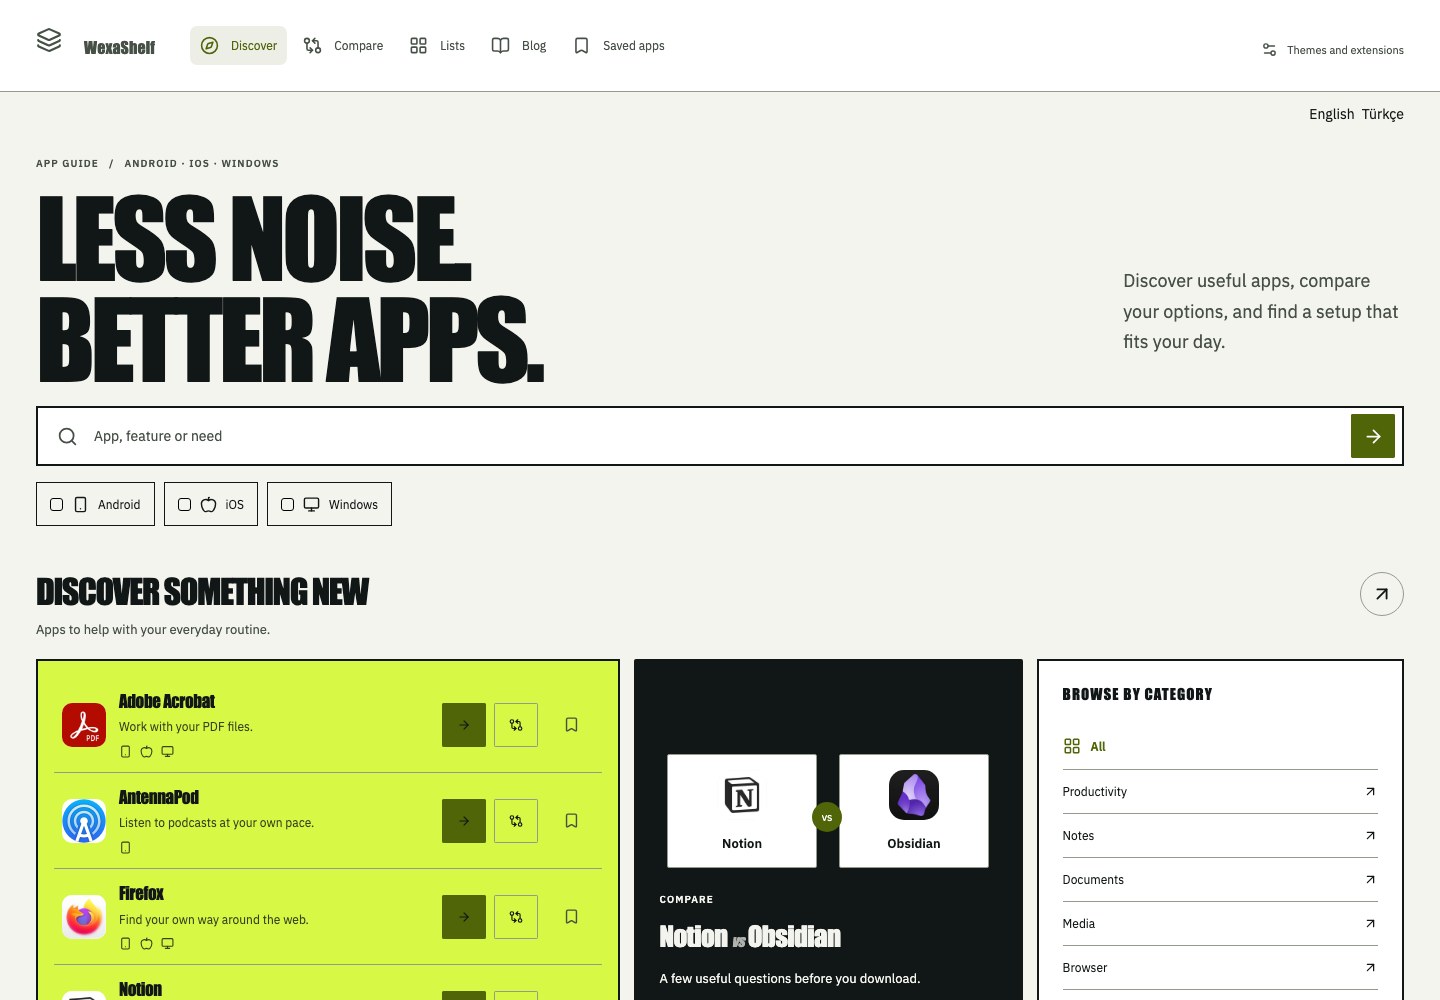 WexaShelf
Discover
Compare
Lists
Blog
Saved apps
Themes and extensions
English Türkçe
APP GUIDE / ANDROID · IOS · WINDOWS
LESS NOISE.
BETTER APPS.
Discover useful apps, compare
your options, and find a setup that
fits your day.
App, feature or need
Android
iOS
Windows
DISCOVER SOMETHING NEW
Apps to help with your everyday routine.
Adobe Acrobat
Work with your PDF files.
PDF
AntennaPod
Listen to podcasts at your own pace.
Firefox
Find your own way around the web.
Notion
Notion
VS
Obsidian
COMPARE
Notion vs Obsidian
A few useful questions before you download.
BROWSE BY CATEGORY
All
Productivity
Notes
Documents
Media
Browser